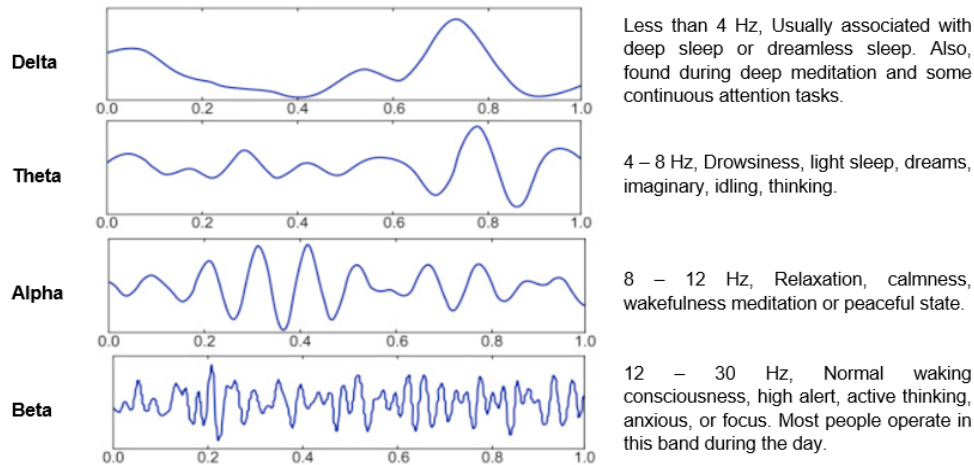 Delta
0.0 0.2 0.4 0.6 0.8 1.0
Less than 4 Hz, Usually associated with
deep sleep or dreamless sleep. Also,
found during deep meditation and some
continuous attention tasks.
Theta
0.0 0.2 0.4 0.6 0.8 1.0
4 – 8 Hz, Drowsiness, light sleep, dreams,
imaginary, idling, thinking.
Alpha
0.0 0.2 0.4 0.6 0.8 1.0
8 – 12 Hz, Relaxation, calmness,
wakefulness meditation or peaceful state.
Beta
0.0 0.2 0.4 0.6 0.8 1.0
12 – 30 Hz, Normal waking
consciousness, high alert, active thinking,
anxious, or focus. Most people operate in
this band during the day.